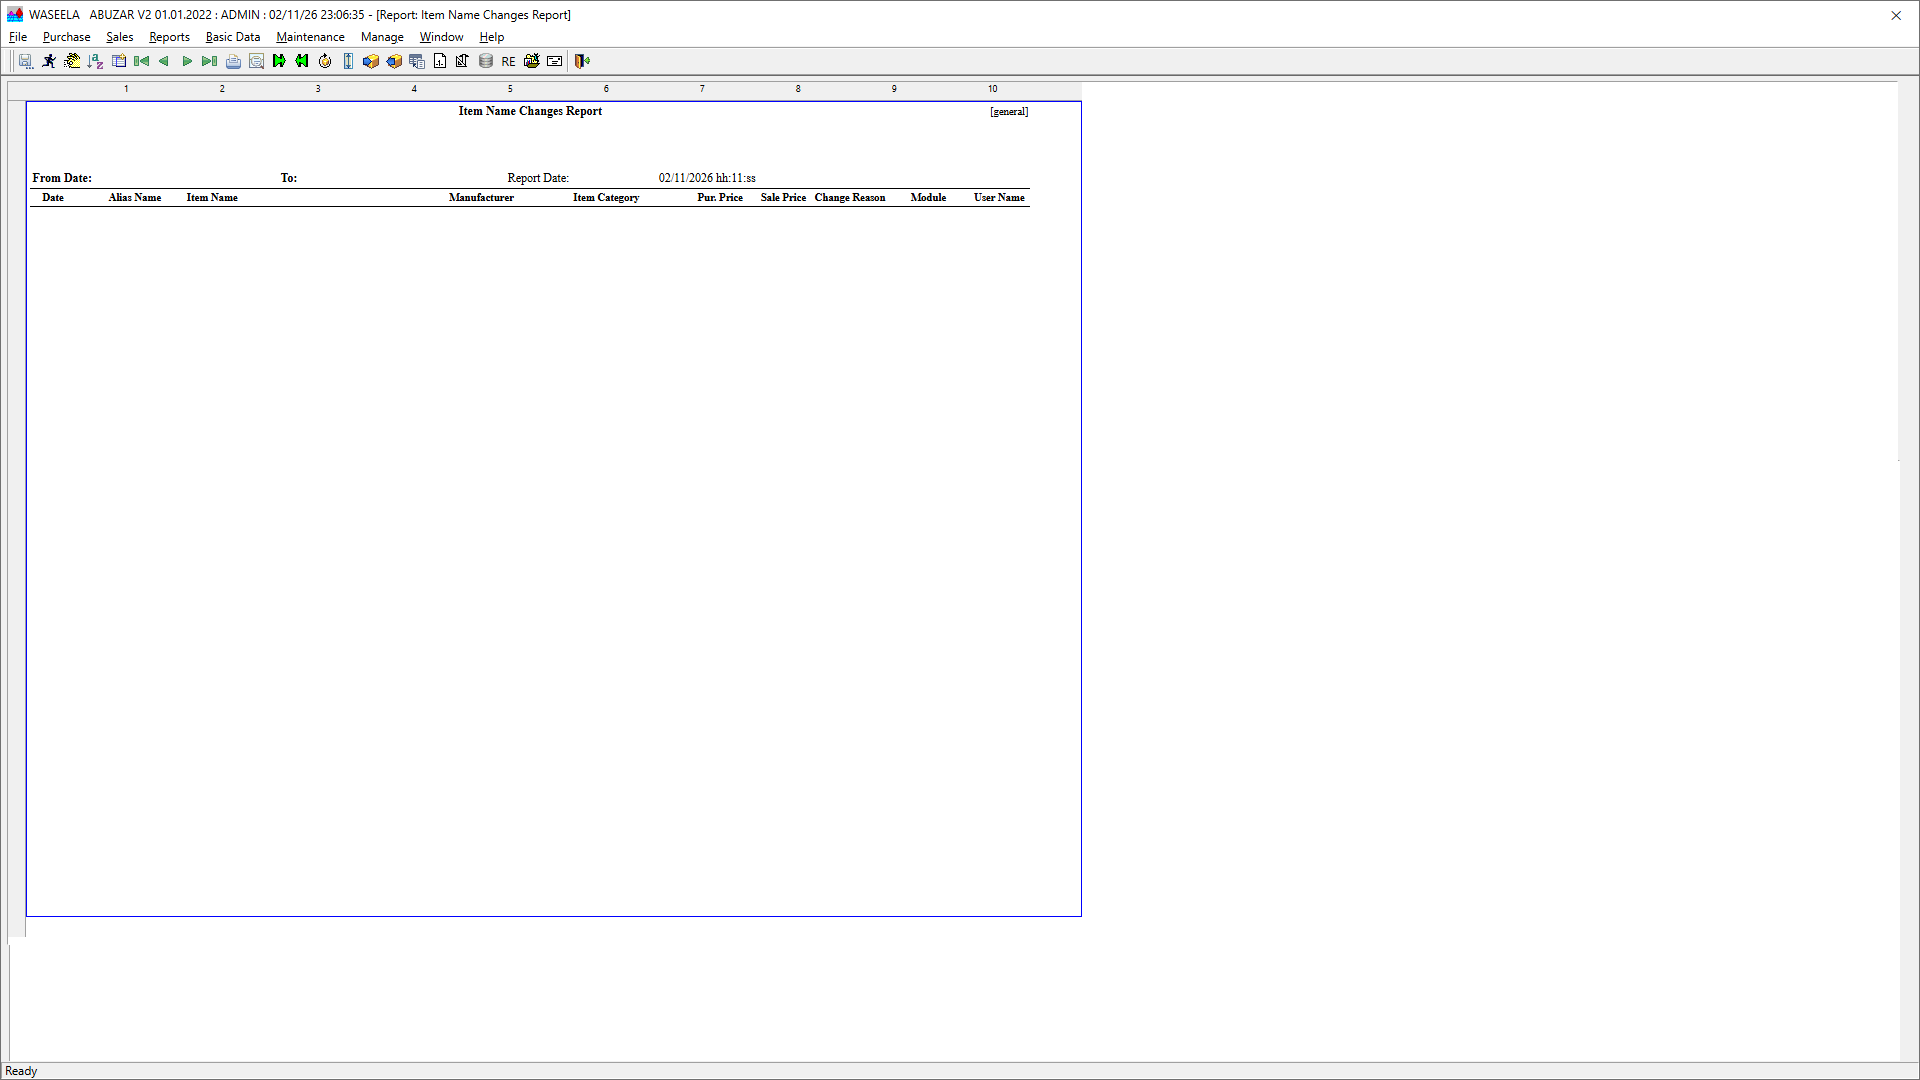 WASEELA   ABUZAR V2 01.01.2022 : ADMIN : 02/11/26 23:06:35 - [Report: Item Name Changes Report]
File Purchase Sales Reports Basic Data Maintenance Manage Window Help
RE
1 2 3 4 5 6 7 8 9 10
Item Name Changes Report [general]
From Date: To: Report Date: 02/11/2026 hh:11:ss
Date Alias Name Item Name Manufacturer Item Category Pur. Price Sale Price Change Reason Module User Name
Ready